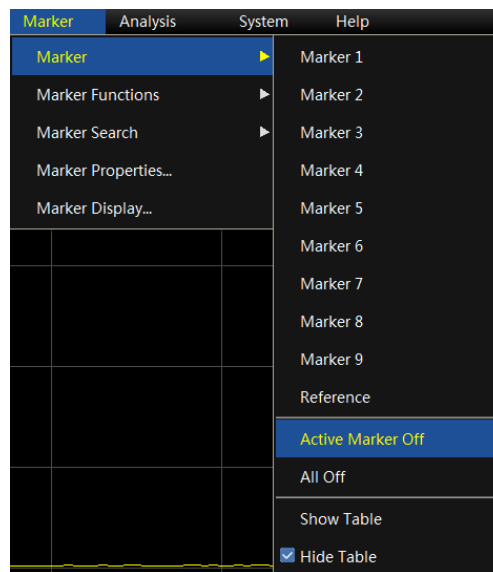 Marker Analysis System Help
Marker
Marker Functions
Marker Search
Marker Properties...
Marker Display...
Marker 1
Marker 2
Marker 3
Marker 4
Marker 5
Marker 6
Marker 7
Marker 8
Marker 9
Reference
Active Marker Off
All Off
Show Table
Hide Table